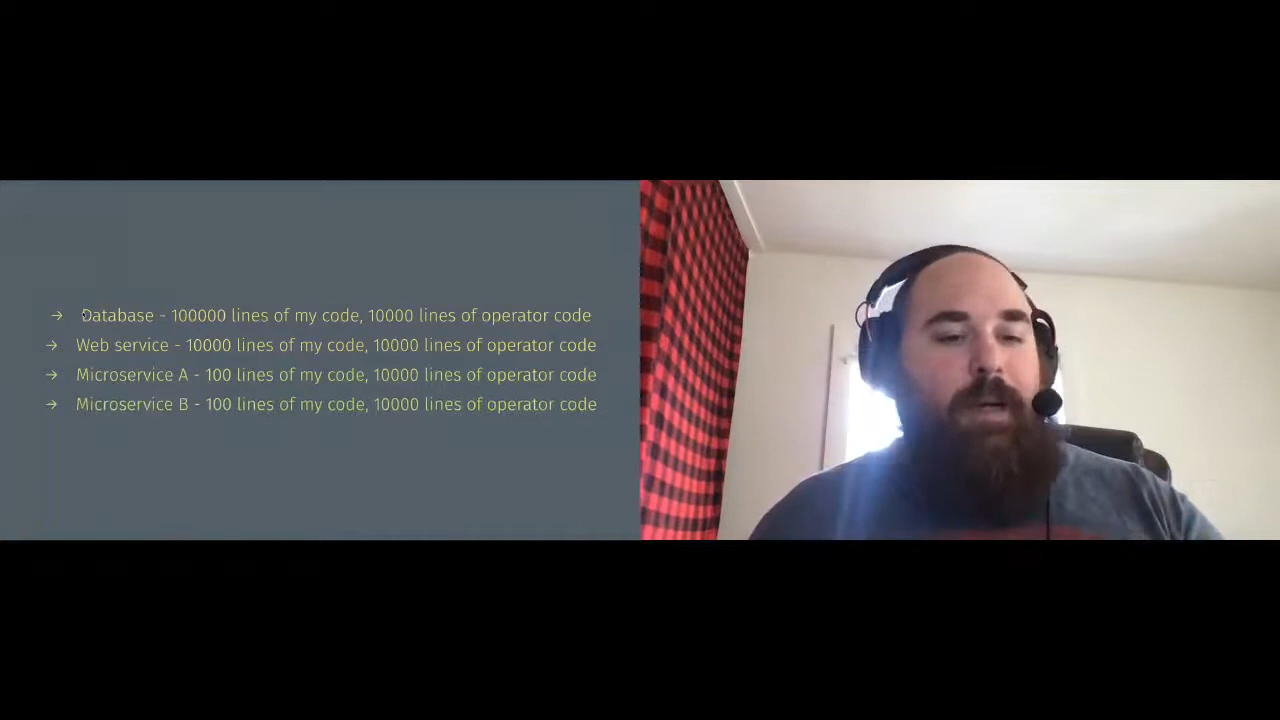 → Database - 100000 lines of my code, 10000 lines of operator code
→ Web service - 10000 lines of my code, 10000 lines of operator code
→ Microservice A - 100 lines of my code, 10000 lines of operator code
→ Microservice B - 100 lines of my code, 10000 lines of operator code